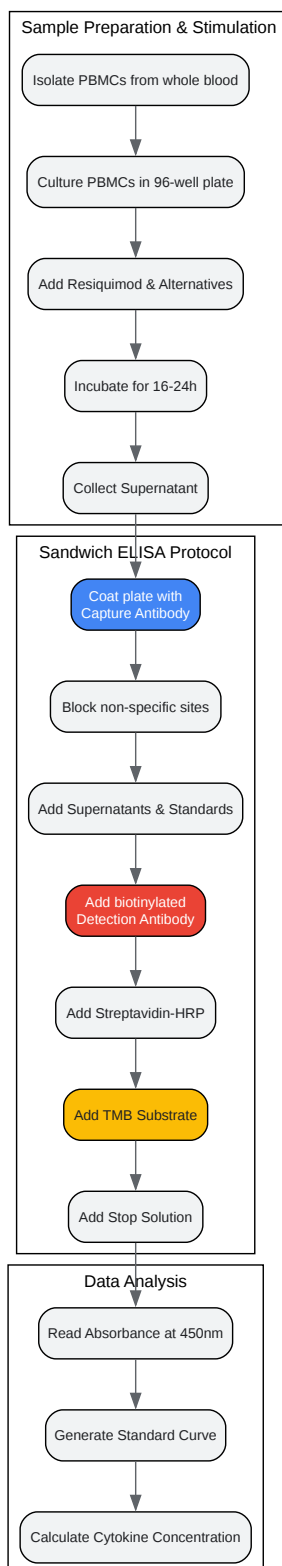 Sample Preparation & Stimulation
Isolate PBMCs from whole blood
Culture PBMCs in 96-well plate
Add Resiquimod & Alternatives
Incubate for 16-24h
Collect Supernatant
Sandwich ELISA Protocol
Coat plate with
Capture Antibody
Block non-specific sites
Add Supernatants & Standards
Add biotinylated
Detection Antibody
Add Streptavidin-HRP
Add TMB Substrate
Add Stop Solution
Data Analysis
Read Absorbance at 450nm
Generate Standard Curve
Calculate Cytokine Concentration